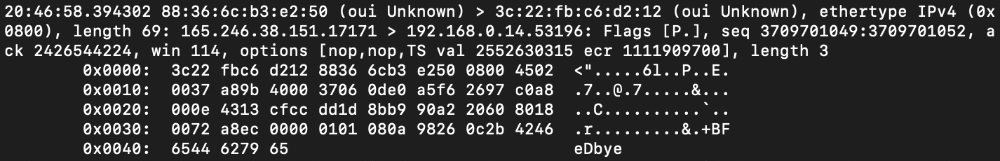 20:46:58.394302 88:36:6c:b3:e2:50 (oui Unknown) > 3c:22:fb:c6:d2:12 (oui Unknown), ethertype IPv4 (0x
0800), length 69: 165.246.38.151.17171 > 192.168.0.14.53196: Flags [P.], seq 3709701049:3709701052, a
ck 2426544224, win 114, options [nop,nop,TS val 2552630315 ecr 1111909700], length 3
0x0000:  3c22 fbc6 d212 8836 6cb3 e250 0800 4502  <".....6l..P..E.
0x0010:  0037 a89b 4000 3706 0de0 a5f6 2697 c0a8  .7..@.7.....&...
0x0020:  000e 4313 cfcc dd1d 8bb9 90a2 2060 8018  ..C..........`..
0x0030:  0072 a8ec 0000 0101 080a 9826 0c2b 4246  .r.........&.+BF
0x0040:  6544 6279 65                             eDbye